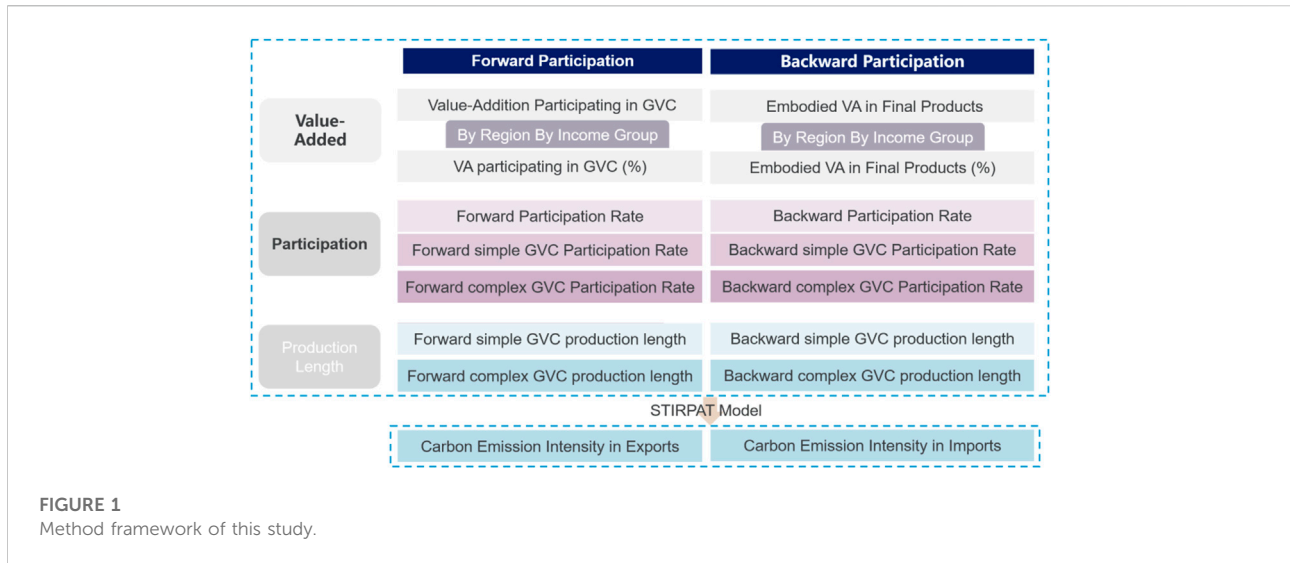 Forward Participation
Backward Participation
Value-
Added
Value-Addition Participating in GVC
Embodied VA in Final Products
By Region By Income Group
By Region By Income Group
VA participating in GVC (%)
Embodied VA in Final Products (%)
Participation
Forward Participation Rate
Backward Participation Rate
Forward simple GVC Participation Rate
Backward simple GVC Participation Rate
Forward complex GVC Participation Rate
Backward complex GVC Participation Rate
Production
Length
Forward simple GVC production length
Backward simple GVC production length
Forward complex GVC production length
Backward complex GVC production length
STIRPAT Model
Carbon Emission Intensity in Exports
Carbon Emission Intensity in Imports
FIGURE 1
Method framework of this study.